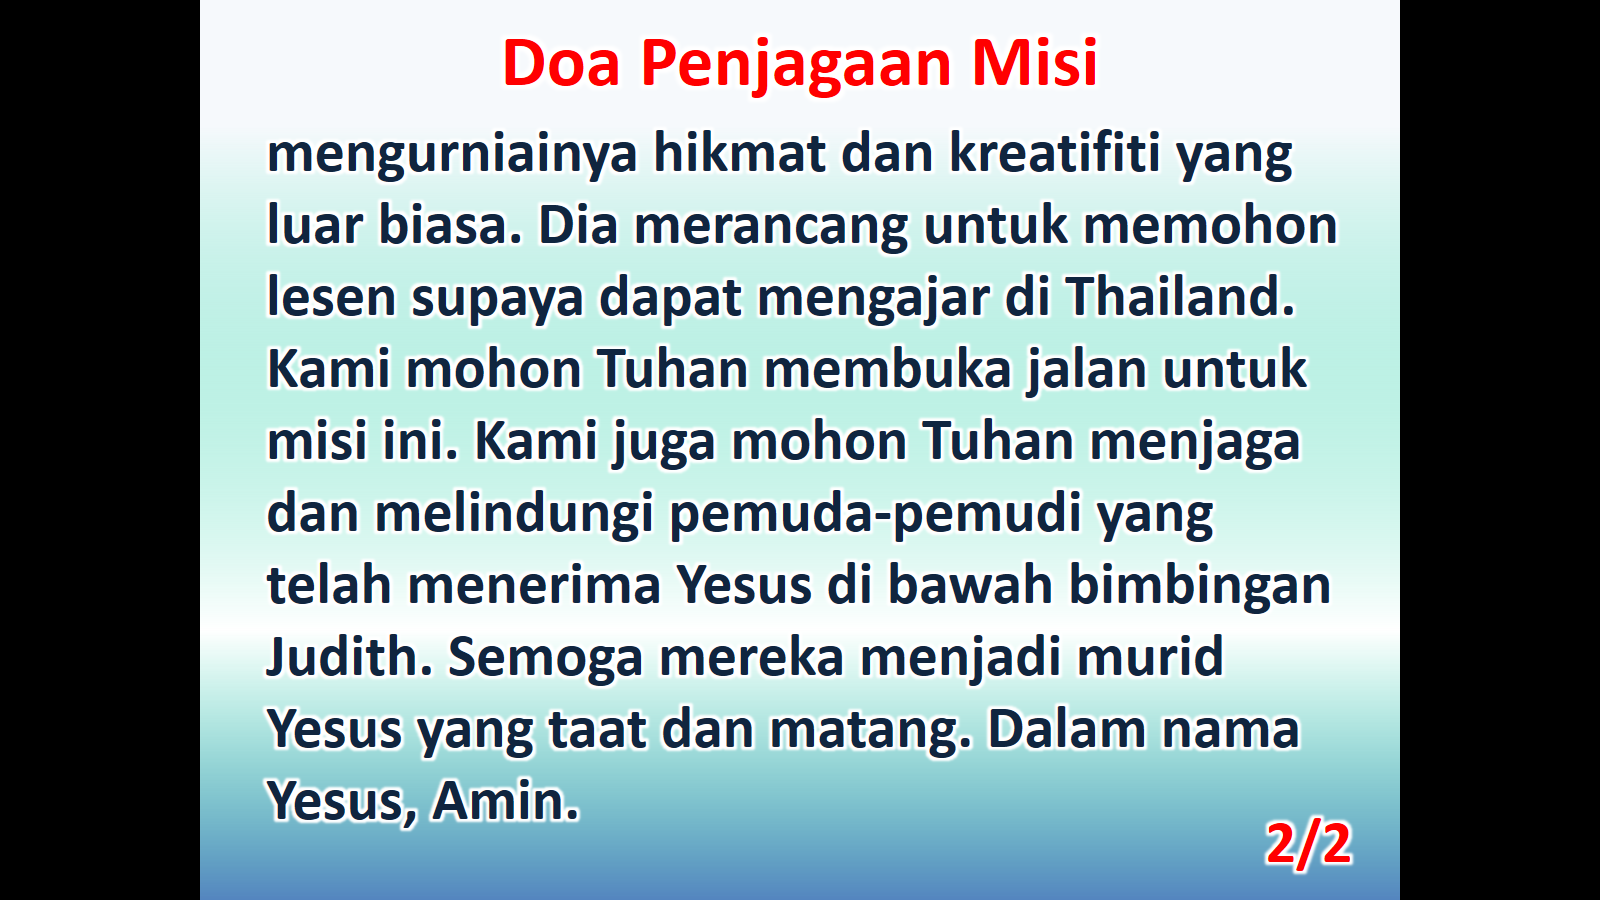 Doa Penjagaan Misi
mengurniainya hikmat dan kreatifiti yang
luar biasa. Dia merancang untuk memohon
lesen supaya dapat mengajar di Thailand.
Kami mohon Tuhan membuka jalan untuk
misi ini. Kami juga mohon Tuhan menjaga
dan melindungi pemuda-pemudi yang
telah menerima Yesus di bawah bimbingan
Judith. Semoga mereka menjadi murid
Yesus yang taat dan matang. Dalam nama
Yesus, Amin.
2/2